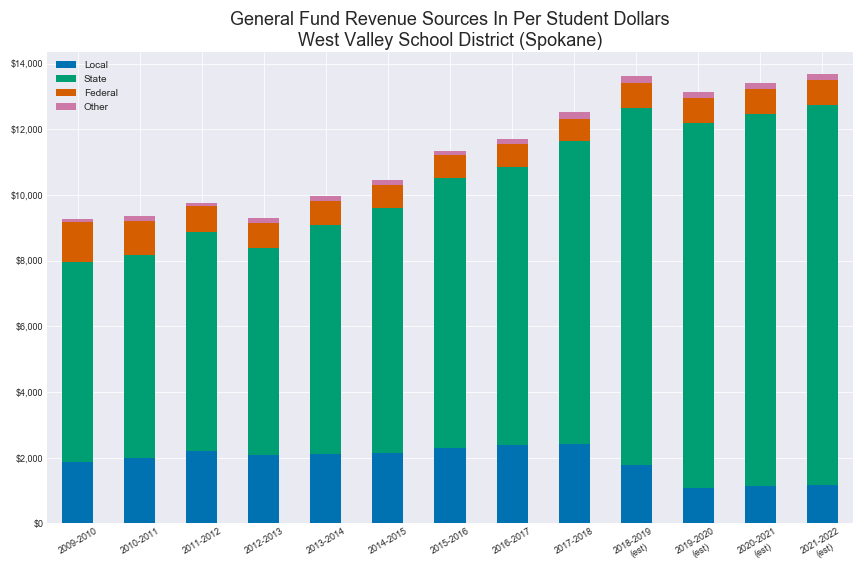 General Fund Revenue Sources In Per Student Dollars
West Valley School District (Spokane)
Local
State
Federal
Other
$14,000
$12,000
$10,000
$8,000
$6,000
$4,000
$2,000
$0
2009-2010
2010-2011
2011-2012
2012-2013
2013-2014
2014-2015
2015-2016
2016-2017
2017-2018
2018-2019
(est)
2019-2020
(est)
2020-2021
(est)
2021-2022
(est)